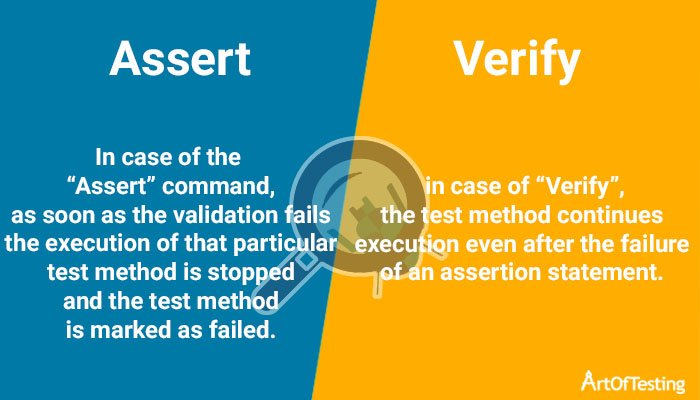 Assert
In case of the
“Assert” command,
as soon as the validation fails
the execution of that particular
test method is stopped
and the test method
is marked as failed.
Verify
in case of “Verify”,
the test method continues
execution even after the failure
of an assertion statement.
ArtOfTesting